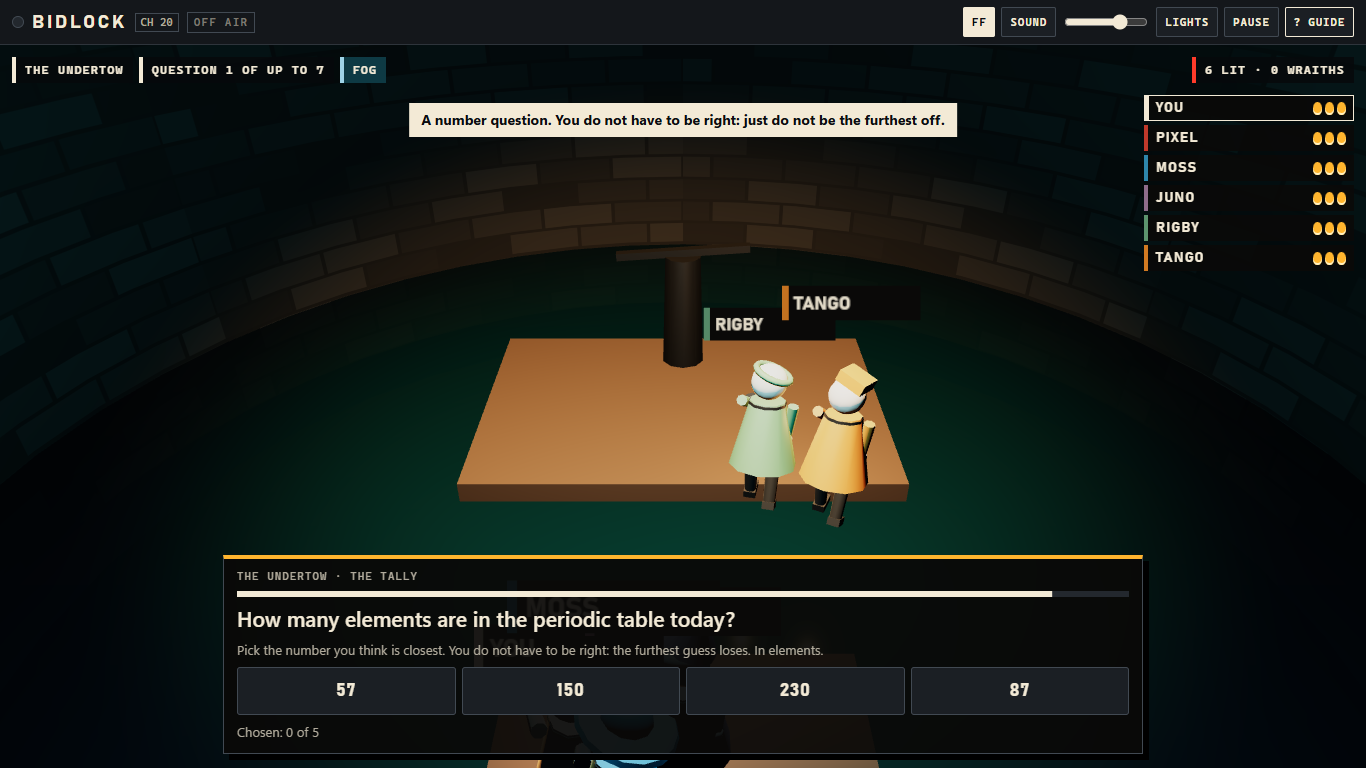 BIDLOCK CH 20 OFF AIR FF SOUND LIGHTS PAUSE ? GUIDE
THE UNDERTOW QUESTION 1 OF UP TO 7 FOG 6 LIT · 0 WRAITHS
A number question. You do not have to be right: just do not be the furthest off.
YOU
PIXEL
MOSS
JUNO
RIGBY
TANGO
TANGO
RIGBY
THE UNDERTOW · THE TALLY
MOSS
How many elements are in the periodic table today?
YOU
Pick the number you think is closest. You do not have to be right: the furthest guess loses. In elements.
57 150 230 87
Chosen: 0 of 5